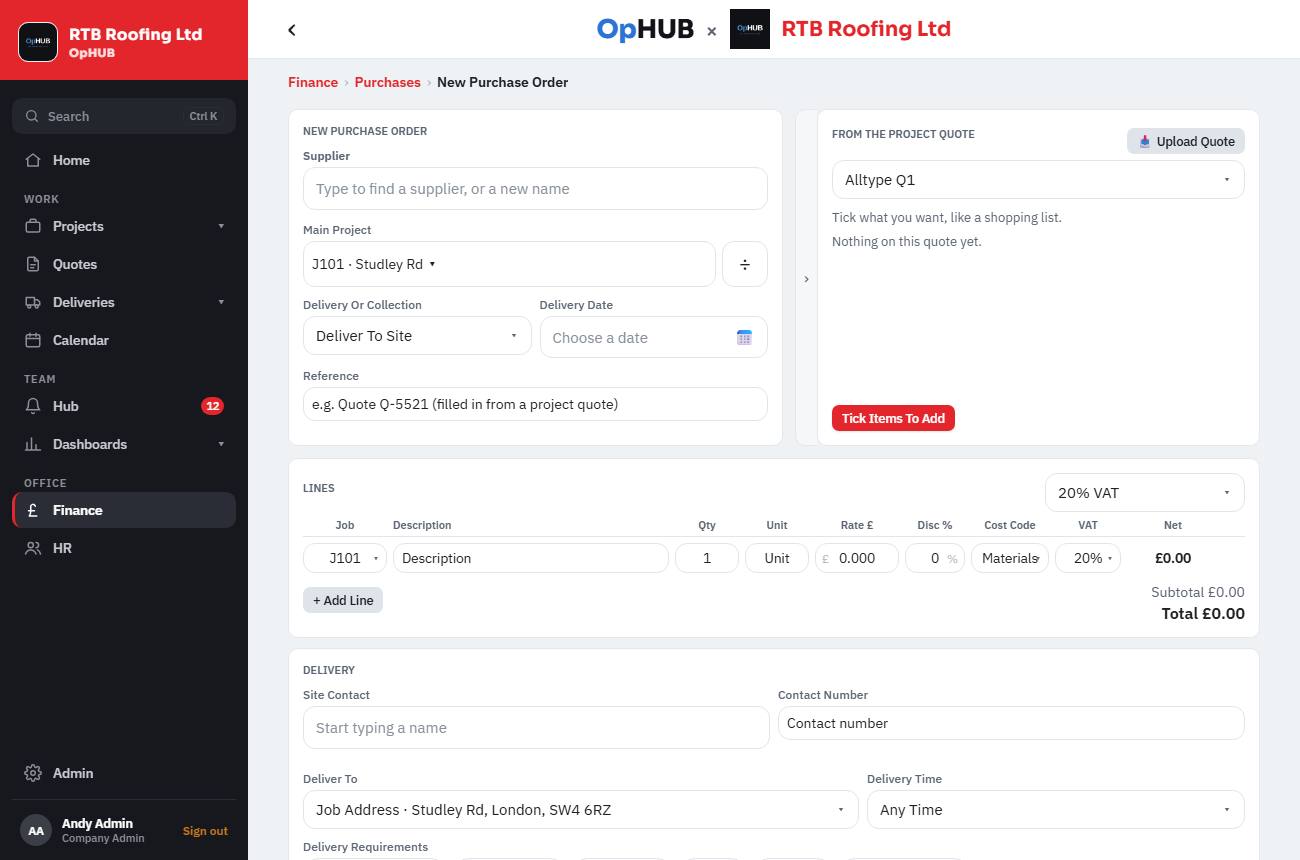 OpHUB
RTB Roofing Ltd
OpHUB
Search
Ctrl K
Home
WORK
Projects
Quotes
Deliveries
Calendar
TEAM
Hub
12
Dashboards
OFFICE
£ Finance
HR
Admin
AA
Andy Admin
Company Admin
Sign out
OpHUB × OpHUB RTB Roofing Ltd
Finance › Purchases › New Purchase Order
NEW PURCHASE ORDER
Supplier
Type to find a supplier, or a new name
Main Project
J101 · Studley Rd
÷
Delivery Or Collection
Delivery Date
Deliver To Site
Choose a date
Reference
e.g. Quote Q-5521 (filled in from a project quote)
›
FROM THE PROJECT QUOTE
Upload Quote
Alltype Q1
Tick what you want, like a shopping list.
Nothing on this quote yet.
Tick Items To Add
LINES
20% VAT
Job Description Qty Unit Rate £ Disc % Cost Code VAT Net
J101 Description 1 Unit £ 0.000 0 % Materials 20% £0.00
+ Add Line
Subtotal £0.00
Total £0.00
DELIVERY
Site Contact
Contact Number
Start typing a name
Contact number
Deliver To
Delivery Time
Job Address · Studley Rd, London, SW4 6RZ
Any Time
Delivery Requirements